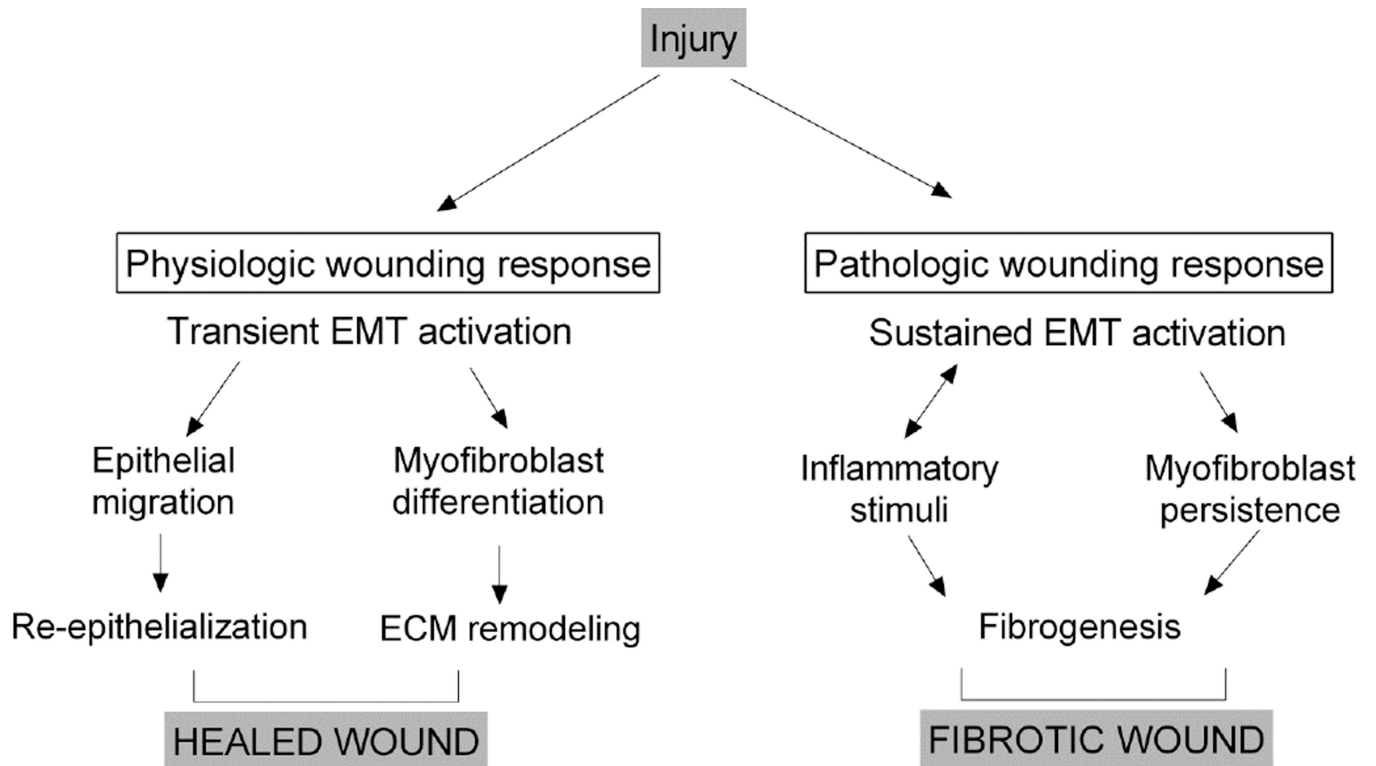 Injury
Physiologic wounding response
Transient EMT activation
Epithelial
migration
Myofibroblast
differentiation
Re-epithelialization
ECM remodeling
HEALED WOUND
Pathologic wounding response
Sustained EMT activation
Inflammatory
stimuli
Myofibroblast
persistence
Fibrogenesis
FIBROTIC WOUND